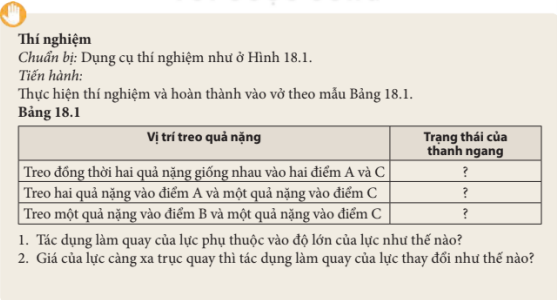 Thí nghiệm
Chuẩn bị: Dụng cụ thí nghiệm như ở Hình 18.1.
Tiến hành:
Thực hiện thí nghiệm và hoàn thành vào vở theo mẫu Bảng 18.1.
Bảng 18.1
Vị trí treo quả nặng
Trạng thái của
thanh ngang
Treo đồng thời hai quả nặng giống nhau vào hai điểm A và C ?
Treo hai quả nặng vào điểm A và một quả nặng vào điểm C ?
Treo một quả nặng vào điểm B và một quả nặng vào điểm C ?
1. Tác dụng làm quay của lực phụ thuộc vào độ lớn của lực như thế nào?
2. Giá của lực càng xa trục quay thì tác dụng làm quay của lực thay đổi như thế nào?